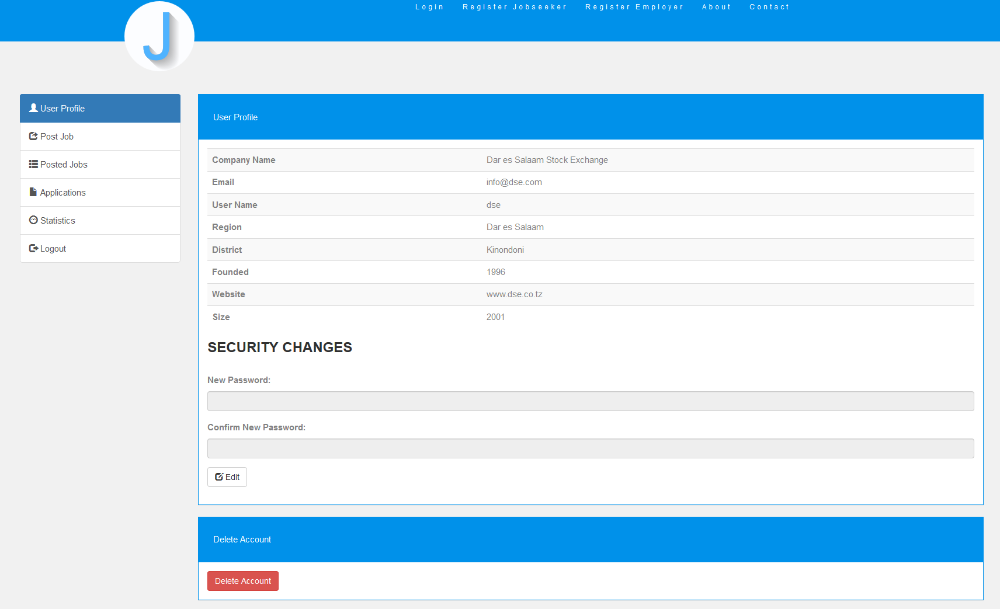 J
Login Register Jobseeker Register Employer About Contact
User Profile
Post Job
Posted Jobs
Applications
Statistics
Logout
User Profile
Company Name Dar es Salaam Stock Exchange
Email info@dse.com
User Name dse
Region Dar es Salaam
District Kinondoni
Founded 1996
Website www.dse.co.tz
Size 2001
SECURITY CHANGES
New Password:
Confirm New Password:
Edit
Delete Account
Delete Account